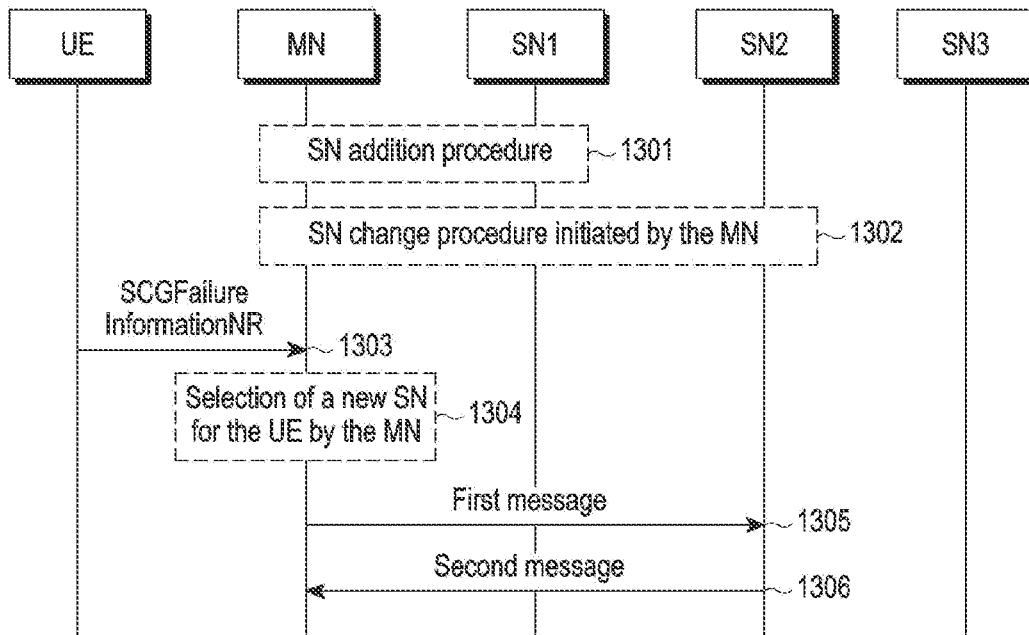 UE
MN
SN1
SN2
SN3
SN addition procedure
1301
SN change procedure initiated by the MN
1302
SCGFailure
InformationNR
1303
Selection of a new SN
for the UE by the MN
1304
First message
1305
Second message
1306